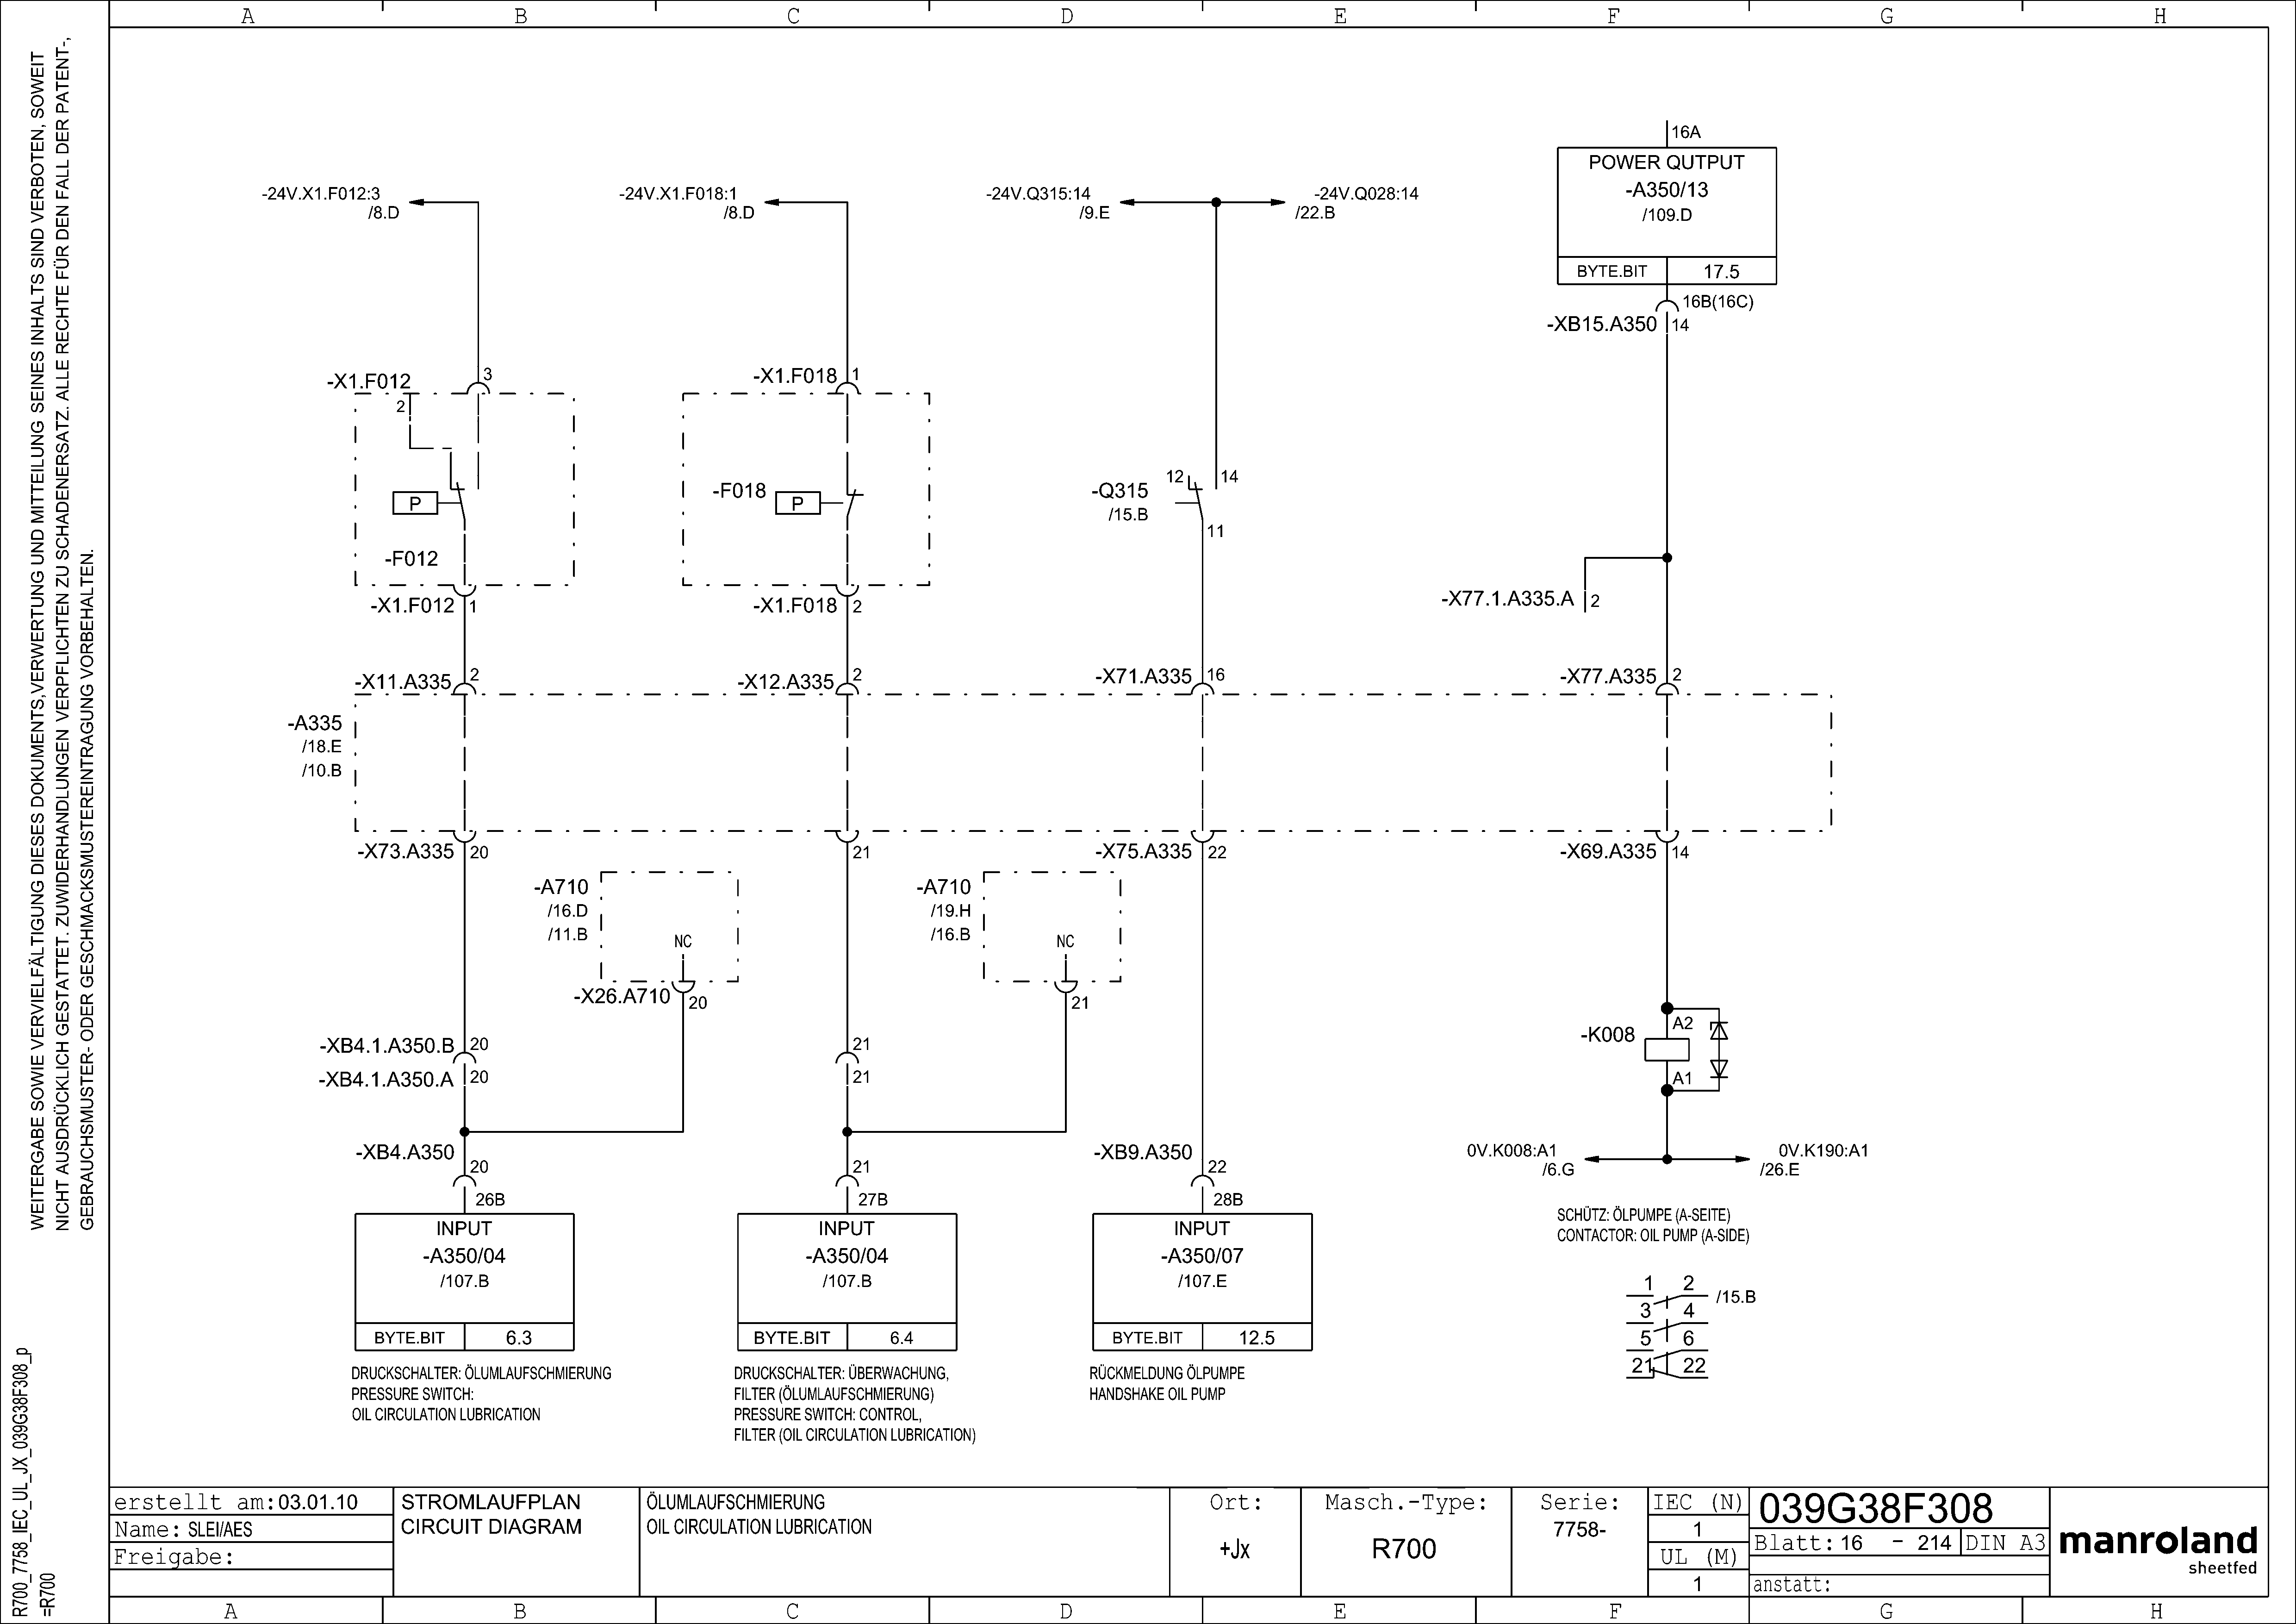 A B C D E F G H
WEITERGABE SOWIE VERVIELFÄLTIGUNG DIESES DOKUMENTS,VERWERTUNG UND MITTEILUNG SEINES INHALTS SIND VERBOTEN, SOWEIT
NICHT AUSDRÜCKLICH GESTATTET. ZUWIDERHANDLUNGEN VERPFLICHTEN ZU SCHADENERSATZ. ALLE RECHTE FÜR DEN FALL DER PATENT-,
GEBRAUCHSMUSTER- ODER GESCHMACKSMUSTEREINTRAGUNG VORBEHALTEN.
R700_7758_IEC_UL_JX_039G38F308_p
=R700
16A
POWER QUTPUT
-A350/13
/109.D
BYTE.BIT 17.5
16B(16C)
-XB15.A350 14
-24V.X1.F012:3
/8.D
-24V.X1.F018:1
/8.D
-24V.Q315:14
/9.E
-24V.Q028:14
/22.B
-X1.F012 3
2
P
-F012
-X1.F012 1
-X1.F018 1
-F018 P
-X1.F018 2
12 14
-Q315
/15.B
11
-X77.1.A335.A 2
-X11.A335 2
-X12.A335 2
-X71.A335 16
-X77.A335 2
-A335
/18.E
/10.B
-X73.A335 20
21
-X75.A335 22
-X69.A335 14
-A710
/16.D
/11.B
NC
-X26.A710 20
-A710
/19.H
/16.B
NC
21
-XB4.1.A350.B 20
21
-XB4.1.A350.A 20
21
-K008
A2
A1
-XB4.A350
20
21
-XB9.A350
22
0V.K008:A1
/6.G
0V.K190:A1
/26.E
26B
27B
28B
INPUT
-A350/04
/107.B
BYTE.BIT 6.3
INPUT
-A350/04
/107.B
BYTE.BIT 6.4
INPUT
-A350/07
/107.E
BYTE.BIT 12.5
SCHÜTZ: ÖLPUMPE (A-SEITE)
CONTACTOR: OIL PUMP (A-SIDE)
1 2
/15.B
3 4
5 6
21 22
DRUCKSCHALTER: ÖLUMLAUFSCHMIERUNG
PRESSURE SWITCH:
OIL CIRCULATION LUBRICATION
DRUCKSCHALTER: ÜBERWACHUNG,
FILTER (ÖLUMLAUFSCHMIERUNG)
PRESSURE SWITCH: CONTROL,
FILTER (OIL CIRCULATION LUBRICATION)
RÜCKMELDUNG ÖLPUMPE
HANDSHAKE OIL PUMP
erstellt am: 03.01.10
Name: SLEI/AES
Freigabe:
STROMLAUFPLAN
CIRCUIT DIAGRAM
ÖLUMLAUFSCHMIERUNG
OIL CIRCULATION LUBRICATION
Ort:
+Jx
Masch.-Type:
R700
Serie:
7758-
IEC (N)
1
UL (M)
1
039G38F308
Blatt: 16 - 214 DIN A3
anstatt:
manroland
sheetfed
A B C D E F G H